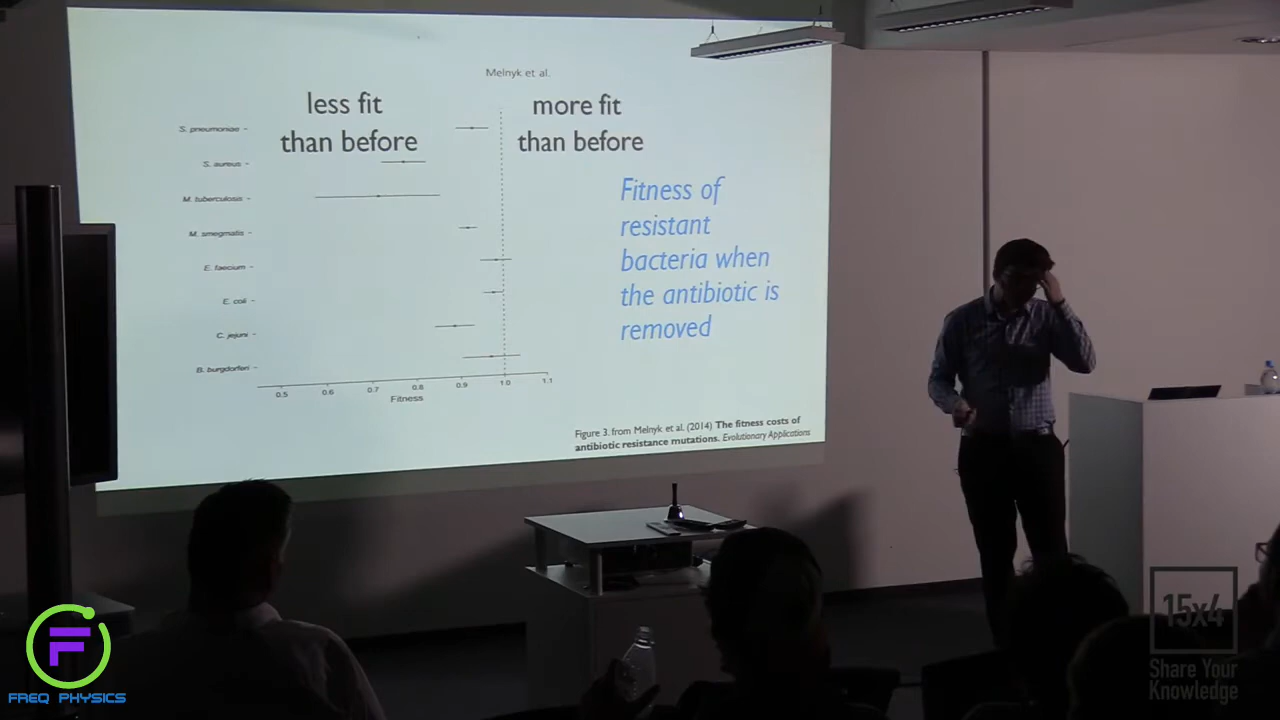 Melnyk et al.
less fit
than before
more fit
than before
S. pneumoniae
S. aureus
M. tuberculosis
M. smegmatis
E. faecium
E. coli
C. jejuni
B. burgdorferi
0.5 0.6 0.7 0.8 0.9 1.0 1.1
Fitness
Fitness of
resistant
bacteria when
the antibiotic is
removed
Figure 3. from Melnyk et al. (2014) The fitness costs of
antibiotic resistance mutations. Evolutionary Applications
F
FREQ PHYSICS
15x4
Share Your
Knowledge